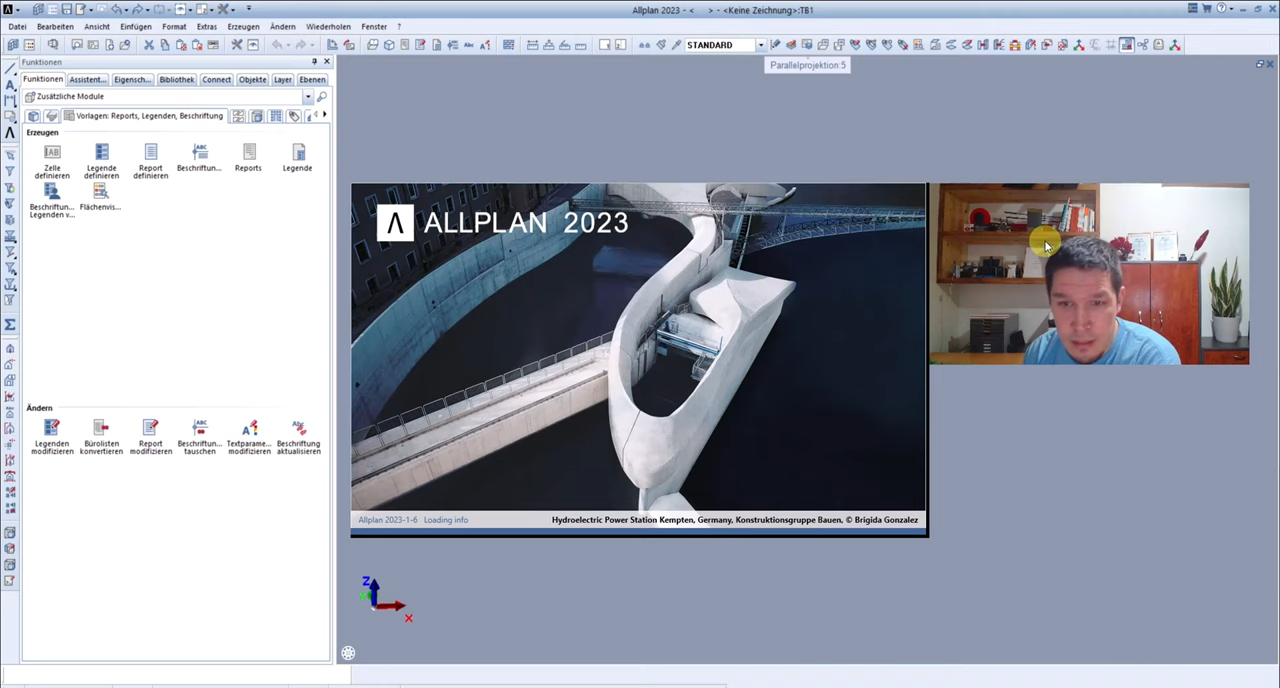 Allplan 2023 - < > - <Keine Zeichnung>:TB1
Datei Bearbeiten Ansicht Einfügen Format Extras Erzeugen Ändern Wiederholen Fenster ?
STANDARD
Parallelprojektion:5
Funktionen
Funktionen Assistent... Eigensch... Bibliothek Connect Objekte Layer Ebenen
Zusätzliche Module
Vorlagen: Reports, Legenden, Beschriftung
Erzeugen
Zelle definieren
Legende definieren
Report definieren
Beschriftun...
Reports
Legende
Beschriftun... Legenden v...
Flächenvis...
Ändern
Legenden modifizieren
Bürolisten konvertieren
Report modifizieren
Beschriftun... tauschen
Textparame... modifizieren
Beschriftung aktualisieren
ALLPLAN 2023
Allplan 2023-1-6 Loading info
Hydroelectric Power Station Kempten, Germany, Konstruktionsgruppe Bauen, © Brigida Gonzalez
Z
X